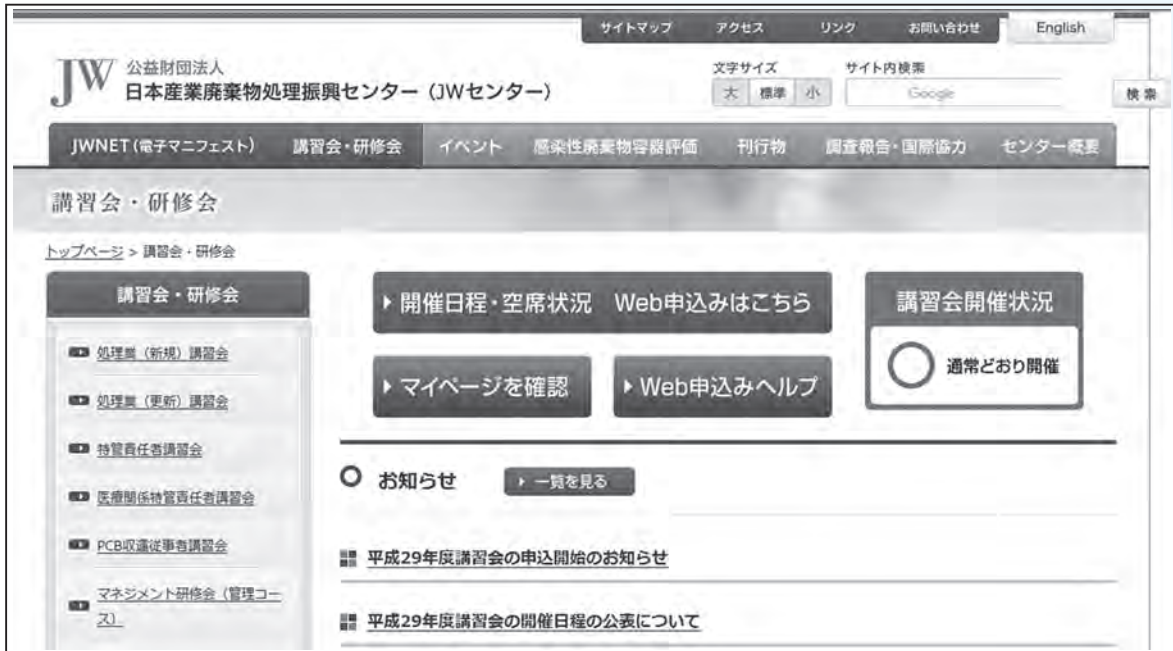 サイトマップ アクセス リンク お問い合わせ English
JW 公益財団法人
日本産業廃棄物処理振興センター（JWセンター）
文字サイズ サイト内検索
大 標準 小 Google 検索
JWNET（電子マニフェスト） 講習会・研修会 イベント 感染性廃棄物容器評価 刊行物 調査報告・国際協力 センター概要
講習会・研修会
トップページ > 講習会・研修会
講習会・研修会
処理業（新規）講習会
処理業（更新）講習会
特管責任者講習会
医療関係特管責任者講習会
PCB収運従事者講習会
マネジメント研修会（管理コー
ス）
開催日程・空席状況 Web申込みはこちら
マイページを確認 Web申込みヘルプ
講習会開催状況
通常どおり開催
お知らせ 一覧を見る
平成29年度講習会の申込開始のお知らせ
平成29年度講習会の開催日程の公表について